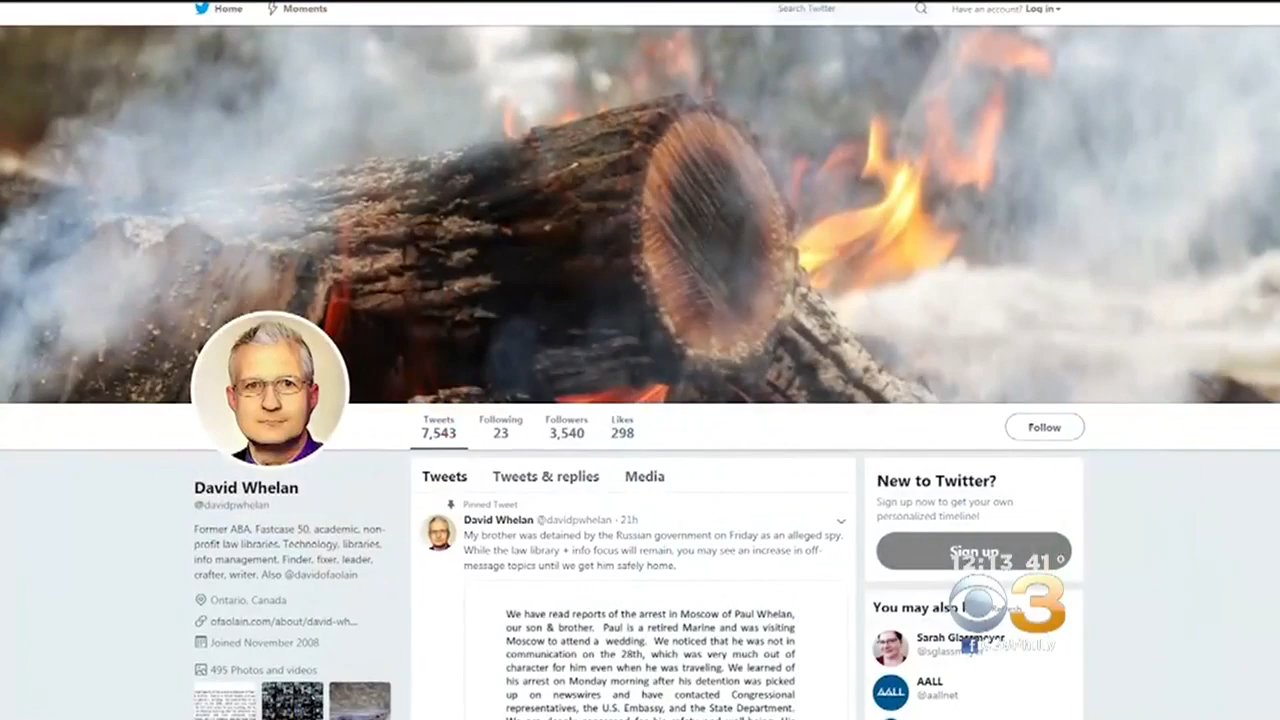 Home Moments Search Twitter Have an account? Log in
Tweets Following Followers Likes
7,543 23 3,540 298
Follow
David Whelan
@davidpwhelan
Former ABA, Fastcase 50, academic, non-
profit law libraries. Technology, libraries,
info management. Finder, fixer, leader,
crafter, writer. Also @davidofaolain
Ontario, Canada
ofaolain.com/about/david-wh...
Joined November 2008
495 Photos and videos
Tweets Tweets & replies Media
Pinned Tweet
David Whelan @davidpwhelan · 21h
My brother was detained by the Russian government on Friday as an alleged spy.
While the law library + info focus will remain, you may see an increase in off-
message topics until we get him safely home.
We have read reports of the arrest in Moscow of Paul Whelan,
our son & brother. Paul is a retired Marine and was visiting
Moscow to attend a wedding. We noticed that he was not in
communication on the 28th, which was very much out of
character for him even when he was traveling. We learned of
his arrest on Monday morning after his detention was picked
up on newswires and have contacted Congressional
representatives, the U.S. Embassy, and the State Department.
New to Twitter?
Sign up now to get your own
personalized timeline!
Sign up
12:13 41°
3
You may also Refresh
Sarah Glassmeyer
AALL
AALL
@aallnet